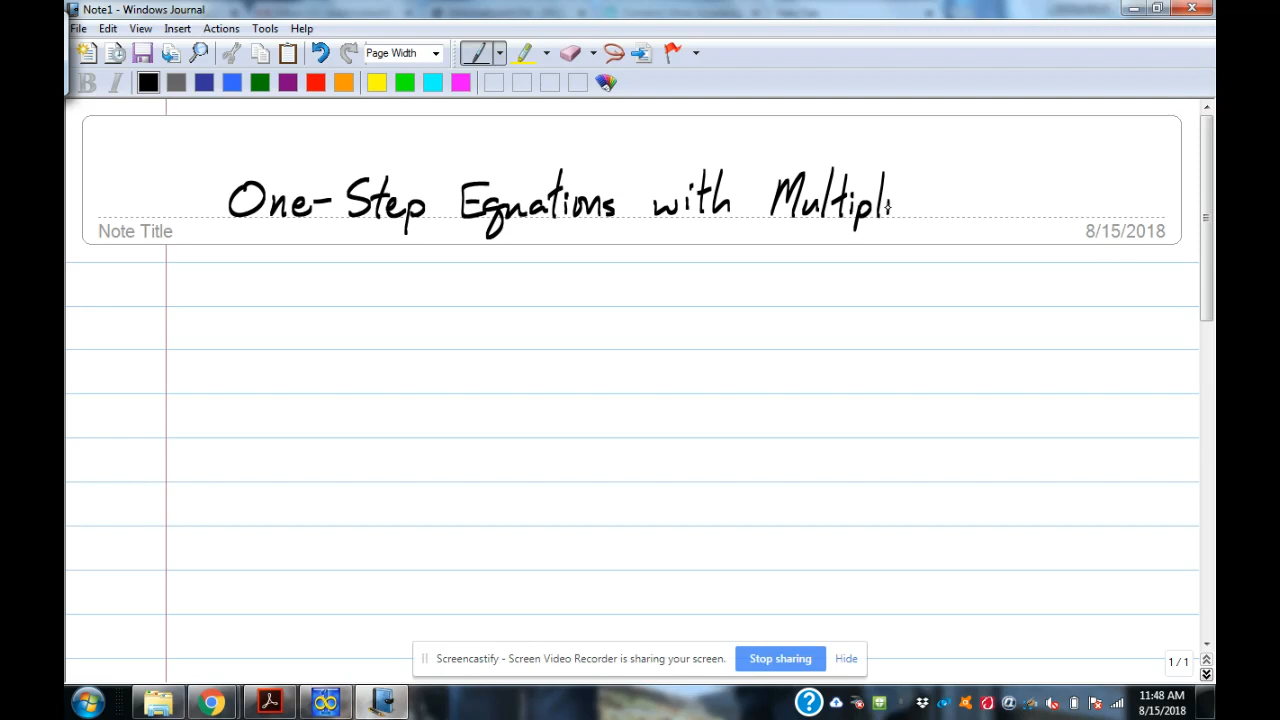 Note1 - Windows Journal
File Edit View Insert Actions Tools Help
Page Width
B I
One-Step Equations with Multipli
Note Title
8/15/2018
Screencastify - Screen Video Recorder is sharing your screen.
Stop sharing
Hide
1 / 1
11:48 AM
8/15/2018